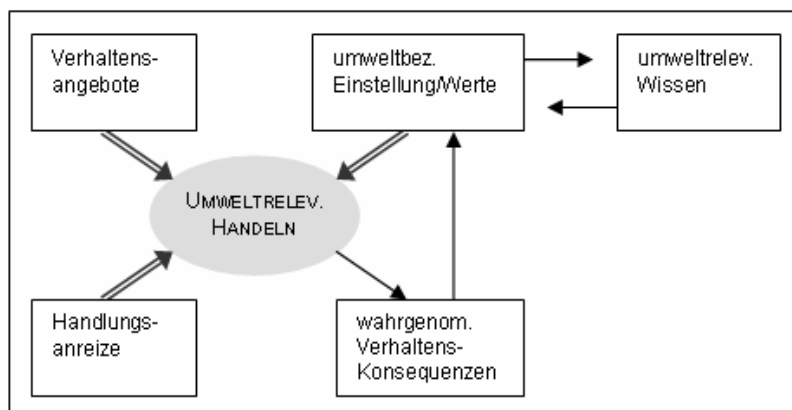 Verhaltens-
angebote
umweltbez.
Einstellung/Werte
umweltrelev.
Wissen
UMWELTRELEV.
HANDELN
Handlungs-
anreize
wahrgenom.
Verhaltens-
Konsequenzen